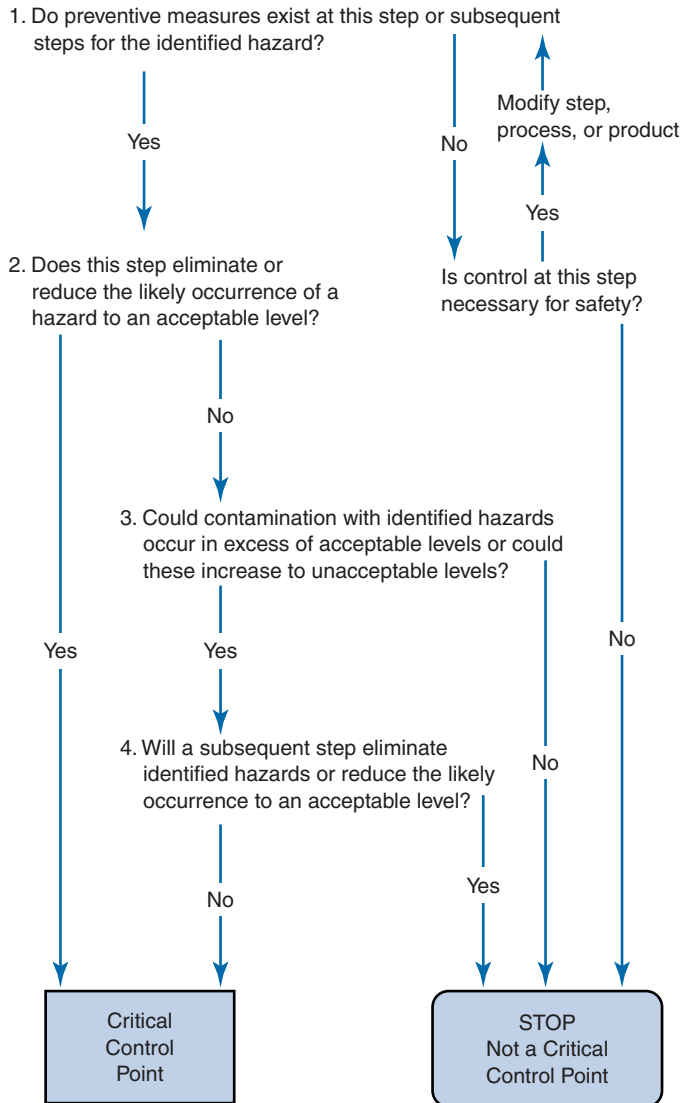 1. Do preventive measures exist at this step or subsequent
steps for the identified hazard?
Modify step,
process, or product
Yes
No
Yes
2. Does this step eliminate or
reduce the likely occurrence of a
hazard to an acceptable level?
Is control at this step
necessary for safety?
No
3. Could contamination with identified hazards
occur in excess of acceptable levels or could
these increase to unacceptable levels?
Yes
Yes
No
4. Will a subsequent step eliminate
identified hazards or reduce the likely
occurrence to an acceptable level?
No
No
Yes
Critical
Control
Point
STOP
Not a Critical
Control Point